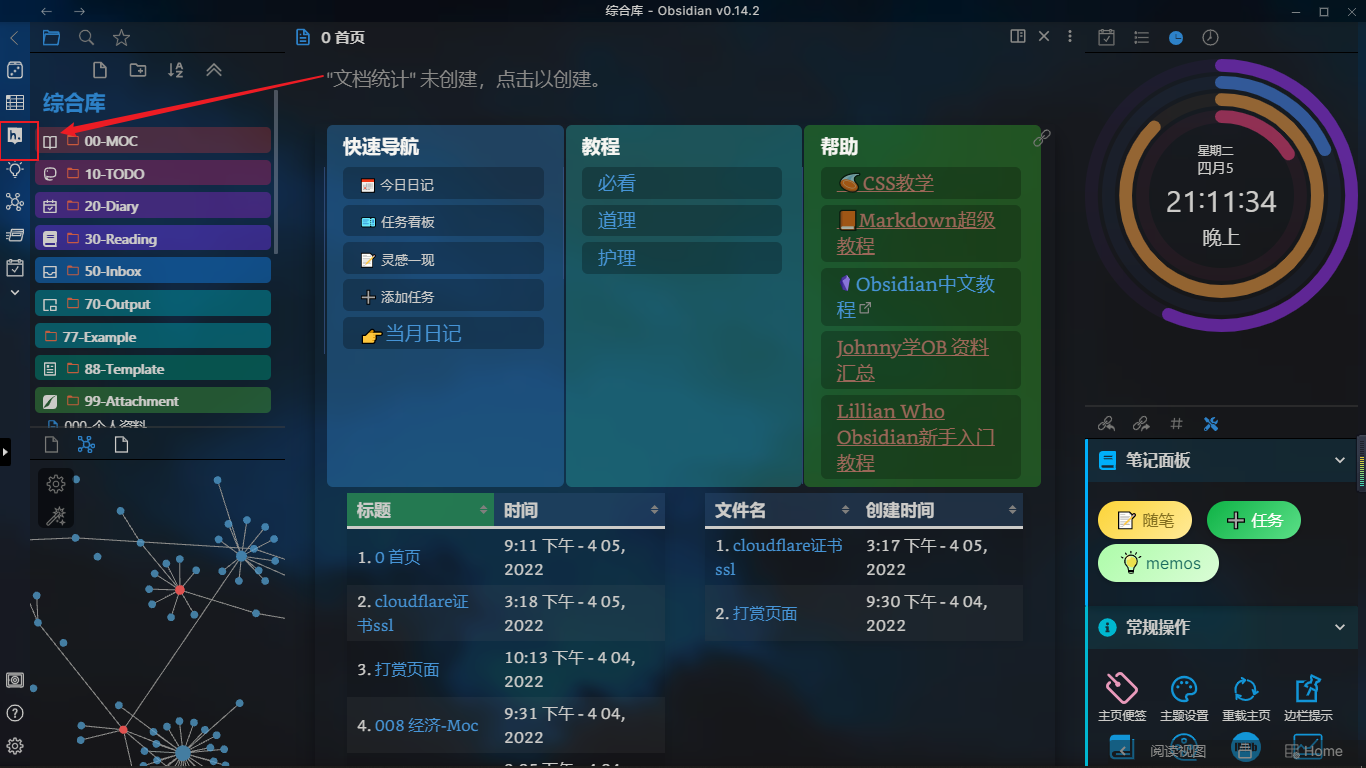 综合库 - Obsidian v0.14.2
0 首页
综合库
h.
00-MOC
10-TODO
20-Diary
30-Reading
50-Inbox
70-Output
77-Example
88-Template
99-Attachment
000-个人资料
"文档统计" 未创建，点击以创建。
快速导航
今日日记
任务看板
灵感一现
添加任务
当月日记
教程
必看
道理
护理
帮助
CSS教学
Markdown超级
教程
Obsidian中文教
程
Johnny学OB 资料
汇总
Lillian Who
Obsidian新手入门
教程
标题 时间
1. 0 首页 9:11 下午 - 4 05,
2022
2. cloudflare证
书ssl 3:18 下午 - 4 05,
2022
3. 打赏页面 10:13 下午 - 4 04,
2022
4. 008 经济-Moc 9:31 下午 - 4 04,
2022
文件名 创建时间
1. cloudflare证书
ssl 3:17 下午 - 4 05,
2022
2. 打赏页面 9:30 下午 - 4 04,
2022
星期二
四月5
21:11:34
晚上
笔记面板
随笔
任务
memos
常规操作
主页便签 主题设置 重载主页 边栏提示
阅读视图 Home